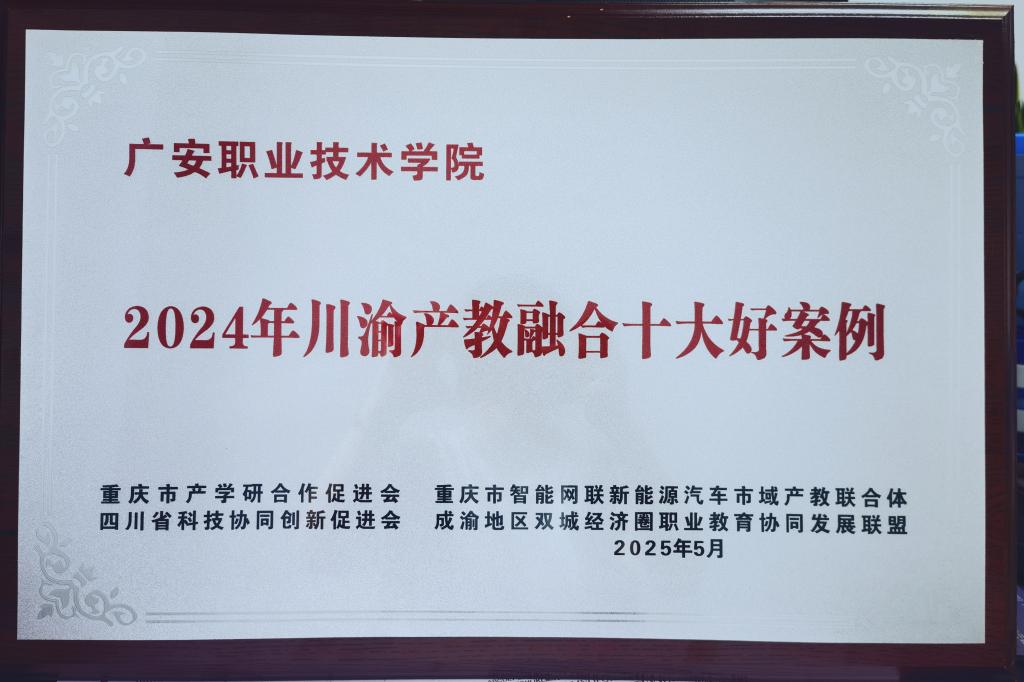 广安职业技术学院
2024年川渝产教融合十大好案例
重庆市产学研合作促进会 重庆市智能网联新能源汽车市域产教联合体
四川省科技协同创新促进会 成渝地区双城经济圈职业教育协同发展联盟
2025年5月